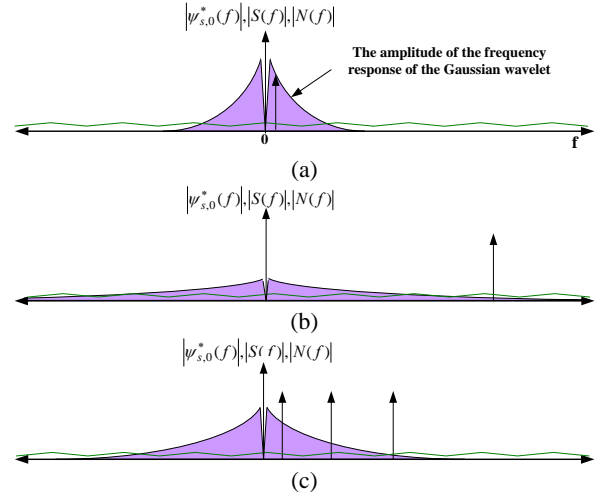 |ψ*s,0(f)|,|S(f)|,|N(f)|
The amplitude of the frequency
response of the Gaussian wavelet
0
f
(a)
|ψ*s,0(f)|,|S(f)|,|N(f)|
(b)
|ψ*s,0(f)|,|S(f)|,|N(f)|
(c)